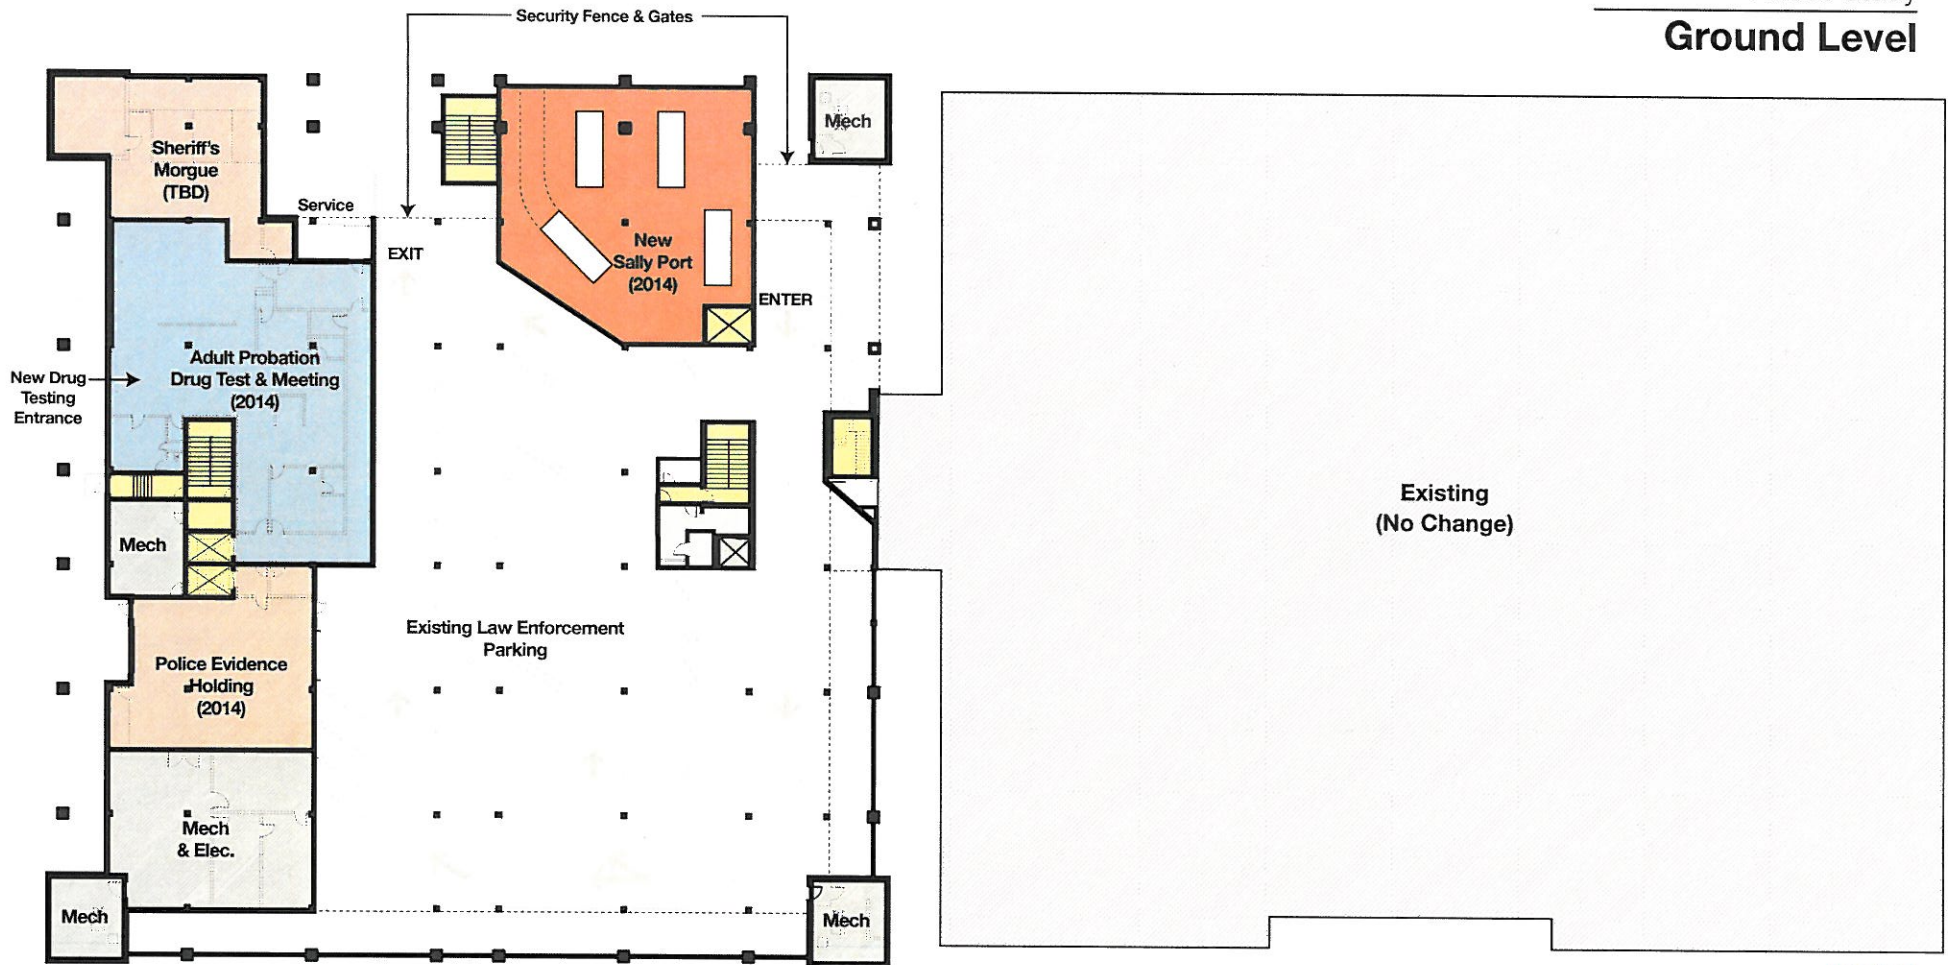 Ground Level
Security Fence & Gates
Mech
Sheriff's
Morgue
(TBD)
Service
EXIT
New
Sally Port
(2014)
ENTER
New Drug
Testing
Entrance
Adult Probation
Drug Test & Meeting
(2014)
Mech
Existing
(No Change)
Existing Law Enforcement
Parking
Police Evidence
Holding
(2014)
Mech
& Elec.
Mech
Mech